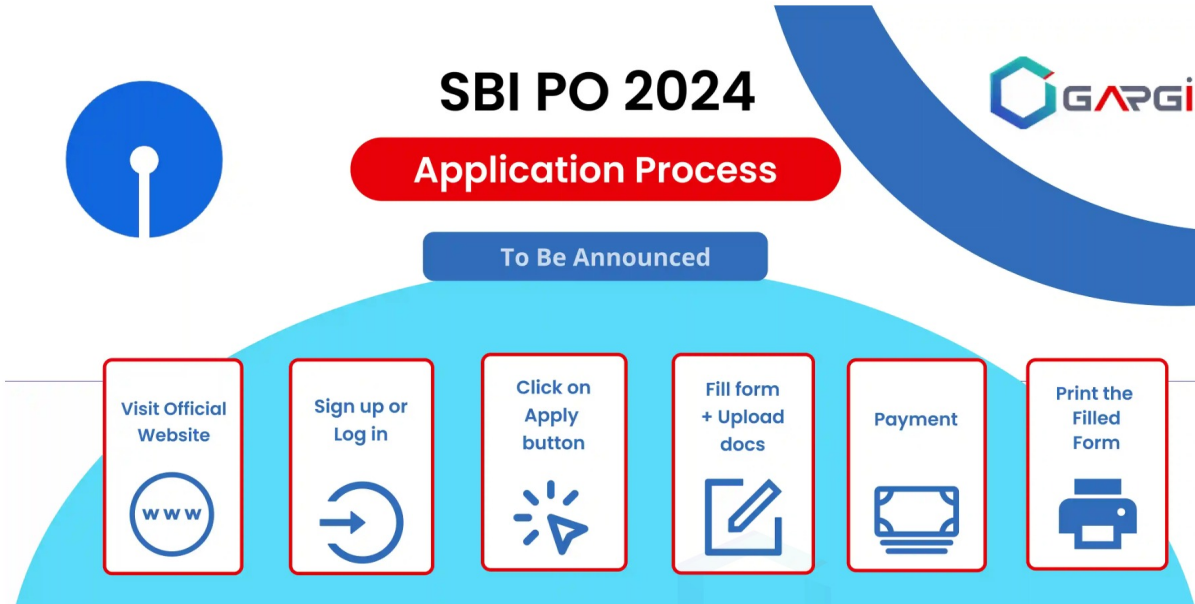 SBI PO 2024
GARGI
Application Process
To Be Announced
Visit Official
Website
www
Sign up or
Log in
Click on
Apply
button
Fill form
+ Upload
docs
Payment
Print the
Filled
Form